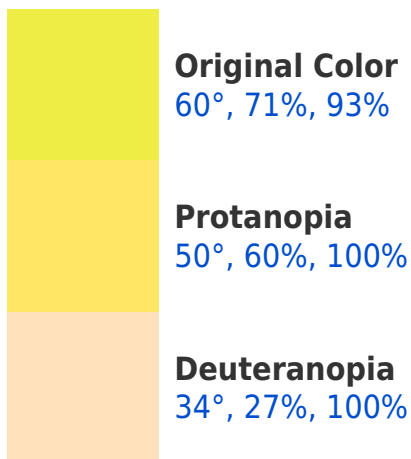 Original Color
60°, 71%, 93%
Protanopia
50°, 60%, 100%
Deuteranopia
34°, 27%, 100%